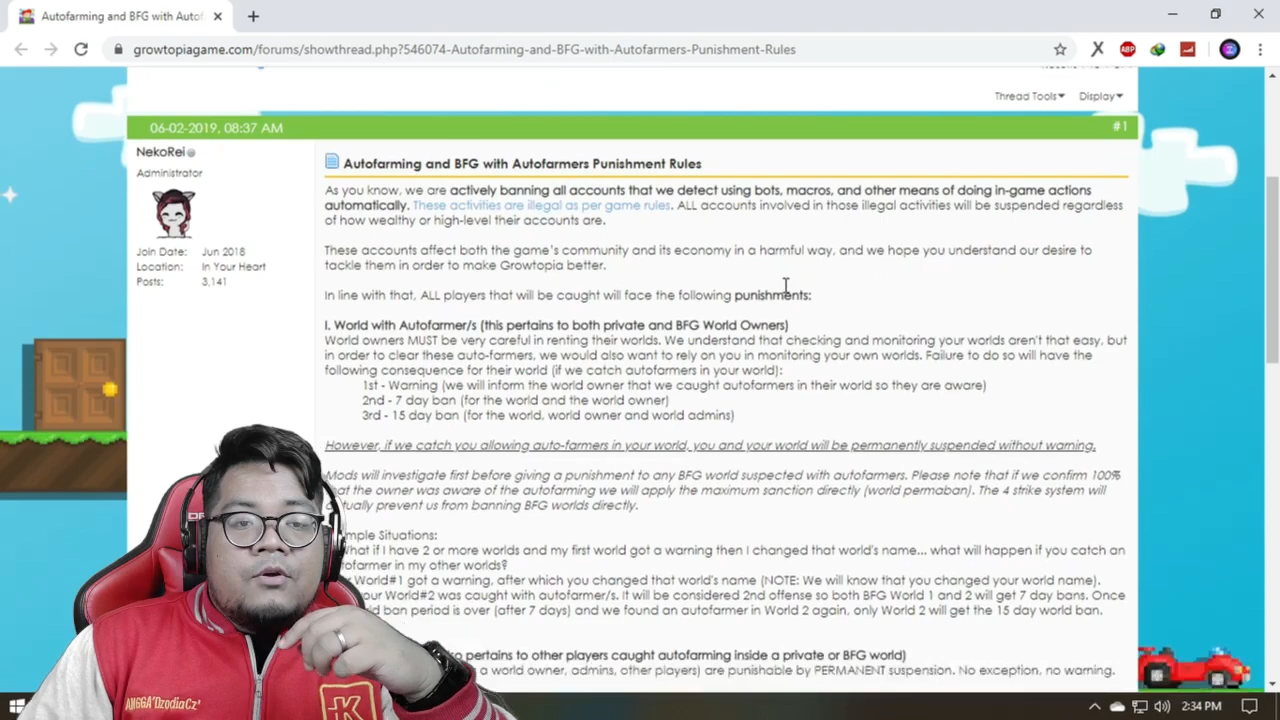 Autofarming and BFG with Autof
growtopiagame.com/forums/showthread.php?546074-Autofarming-and-BFG-with-Autofarmers-Punishment-Rules
ABP
Thread Tools
Display
06-02-2019, 08:37 AM
#1
NekoRei
Administrator
Join Date: Jun 2018
Location: In Your Heart
Posts: 3,141
Autofarming and BFG with Autofarmers Punishment Rules
As you know, we are actively banning all accounts that we detect using bots, macros, and other means of doing in-game actions
automatically. These activities are illegal as per game rules. ALL accounts involved in those illegal activities will be suspended regardless
of how wealthy or high-level their accounts are.
These accounts affect both the game's community and its economy in a harmful way, and we hope you understand our desire to
tackle them in order to make Growtopia better.
In line with that, ALL players that will be caught will face the following punishments:
I. World with Autofarmer/s (this pertains to both private and BFG World Owners)
World owners MUST be very careful in renting their worlds. We understand that checking and monitoring your worlds aren't that easy, but
in order to clear these auto-farmers, we would also want to rely on you in monitoring your own worlds. Failure to do so will have the
following consequence for their world (if we catch autofarmers in your world):
1st - Warning (we will inform the world owner that we caught autofarmers in their world so they are aware)
2nd - 7 day ban (for the world and the world owner)
3rd - 15 day ban (for the world, world owner and world admins)
However, if we catch you allowing auto-farmers in your world, you and your world will be permanently suspended without warning.
Mods will investigate first before giving a punishment to any BFG world suspected with autofarmers. Please note that if we confirm 100%
that the owner was aware of the autofarming we will apply the maximum sanction directly (world permaban). The 4 strike system will
actually prevent us from banning BFG worlds directly.
mple Situations:
hat if I have 2 or more worlds and my first world got a warning then I changed that world's name... what will happen if you catch an
ofarmer in my other worlds?
World#1 got a warning, after which you changed that world's name (NOTE: We will know that you changed your world name).
our World#2 was caught with autofarmer/s. It will be considered 2nd offense so both BFG World 1 and 2 will get 7 day bans. Once
ld ban period is over (after 7 days) and we found an autofarmer in World 2 again, only World 2 will get the 15 day world ban.
so pertains to other players caught autofarming inside a private or BFG world)
a world owner, admins, other players) are punishable by PERMANENT suspension. No exception, no warning.
ANGGA"DzodiaCz"
K
2:34 PM